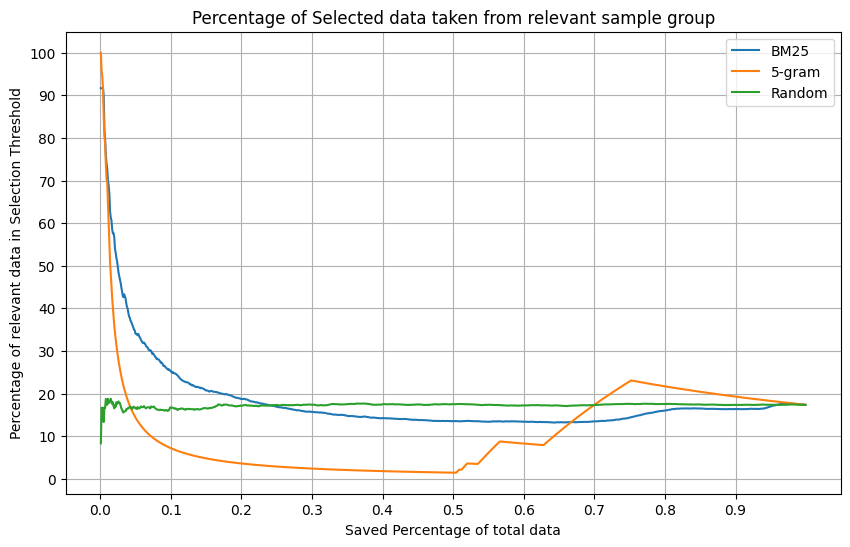 Percentage of Selected data taken from relevant sample group
BM25
5-gram
Random
Percentage of relevant data in Selection Threshold
100
90
80
70
60
50
40
30
20
10
0
0.0 0.1 0.2 0.3 0.4 0.5 0.6 0.7 0.8 0.9
Saved Percentage of total data